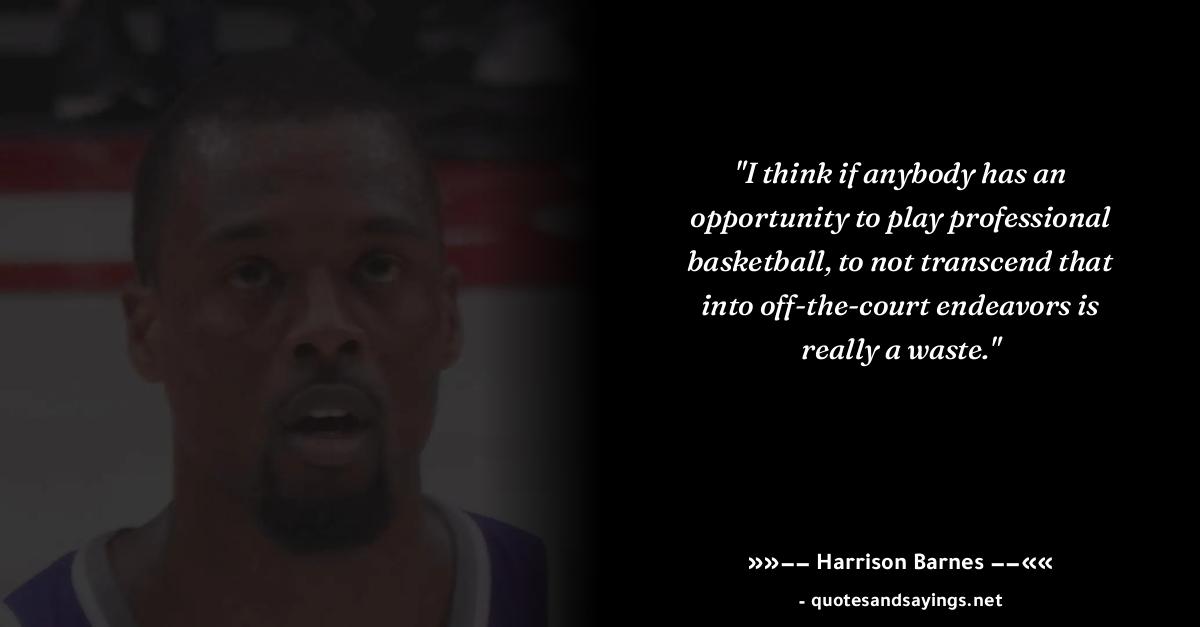 "I think if anybody has an
opportunity to play professional
basketball, to not transcend that
into off-the-court endeavors is
really a waste."
»»−− Harrison Barnes −−««
- quotesandsayings.net